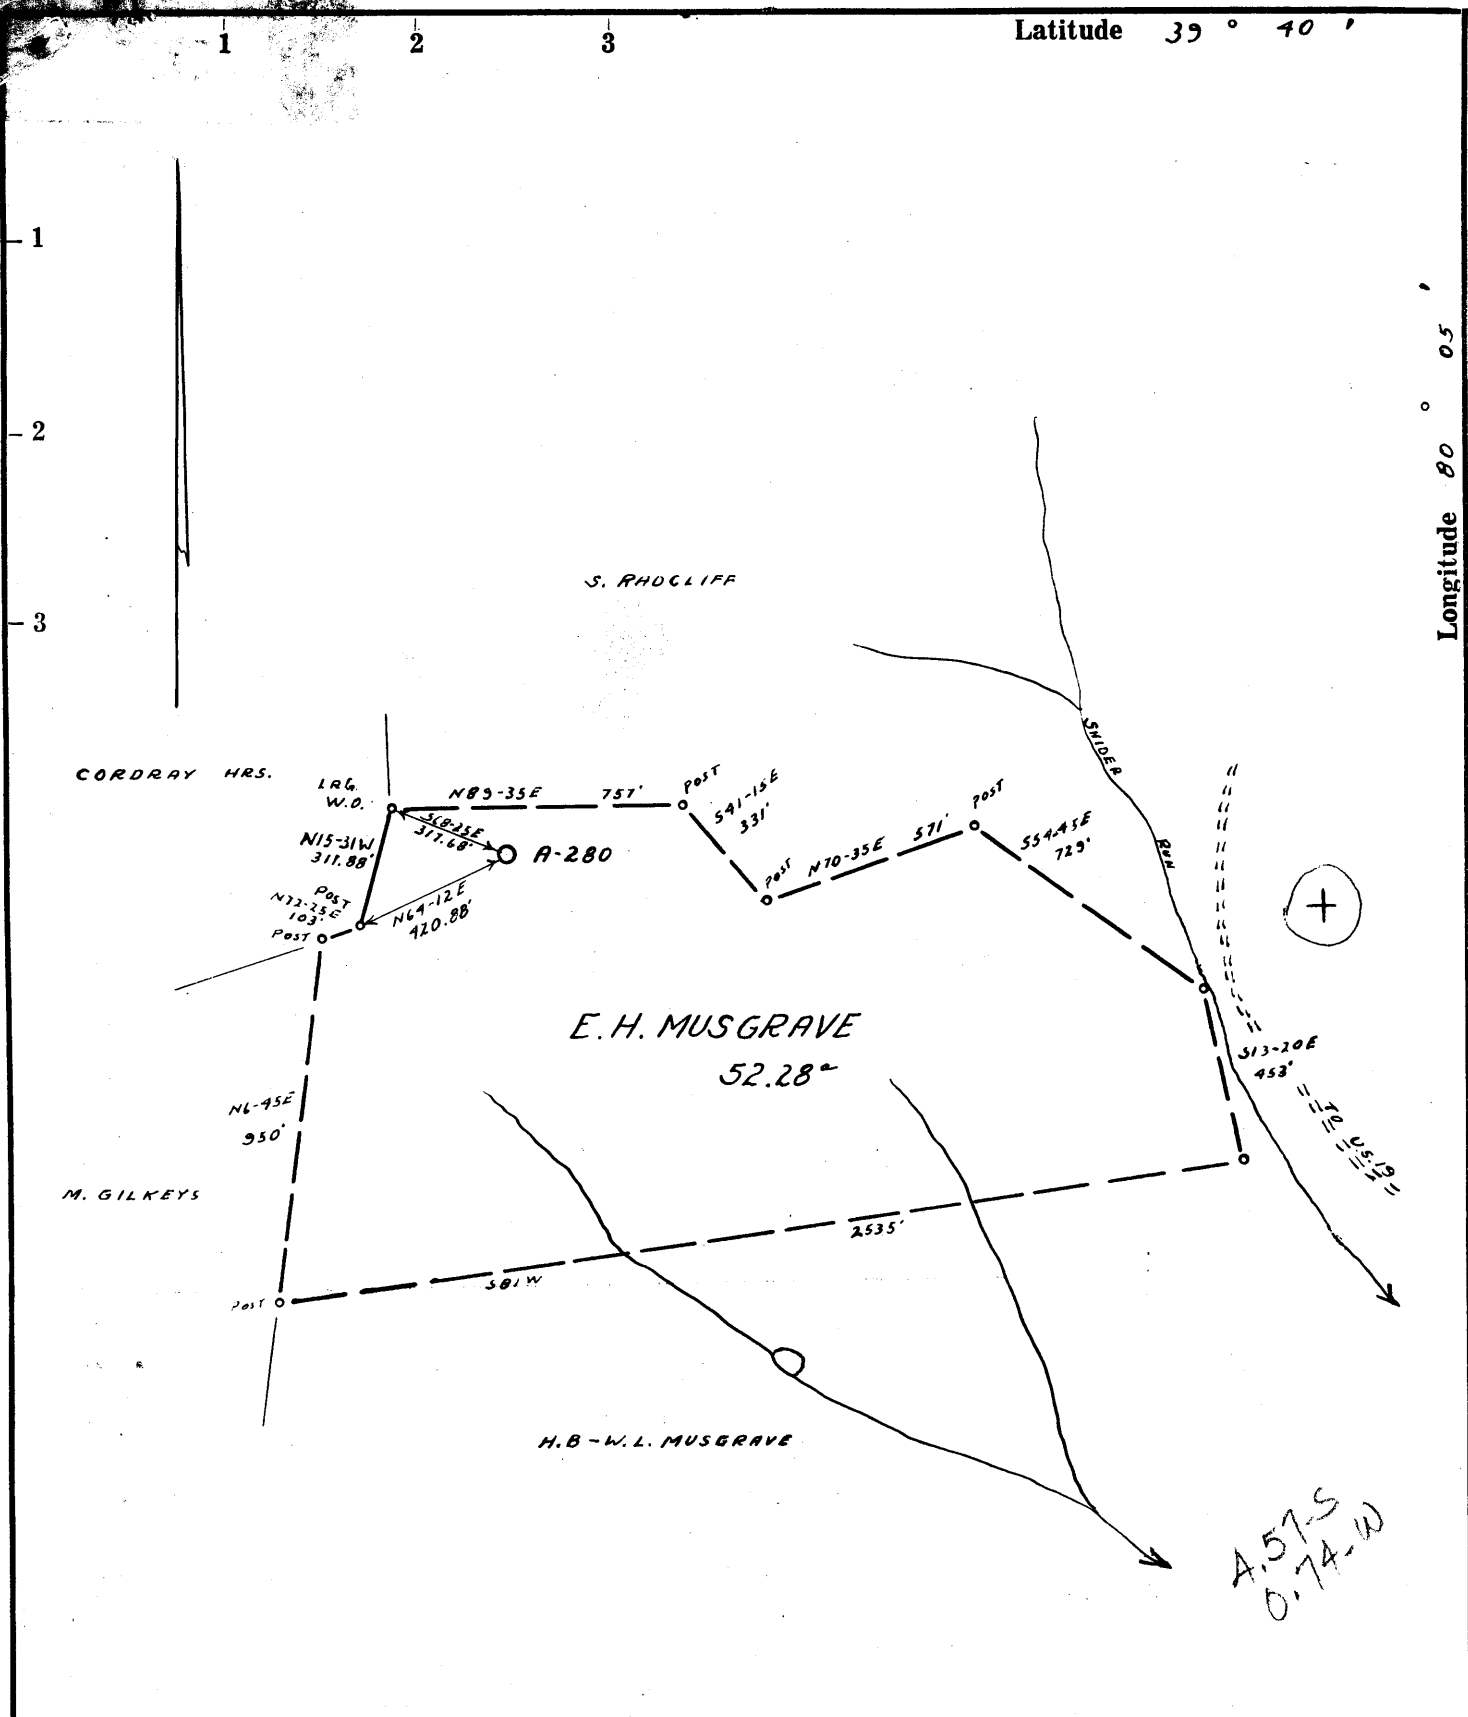 1 2 3 Latitude 39 ° 40 '
1
2
3
Longitude 80 ° 05 '
S. RHDCLIFF
CORDRAY HRS.
LRG.
W.O.
N89-35E 757'
POST
S41-15E
331'
POST
N70-35E 571'
POST
S54-45E
729'
SNIDER RUN
S68-25E
317.68'
A-280
N15-31W
311.88'
N64-12E
420.88'
POST
N72-25E
103'
POST
E.H. MUSGRAVE
52.28a
S13-20E
453'
TO U.S.19
N6-45E
950'
M. GILKEYS
2535'
S81W
POST
H.B-W.L. MUSGRAVE
4.57-S
0.74-W